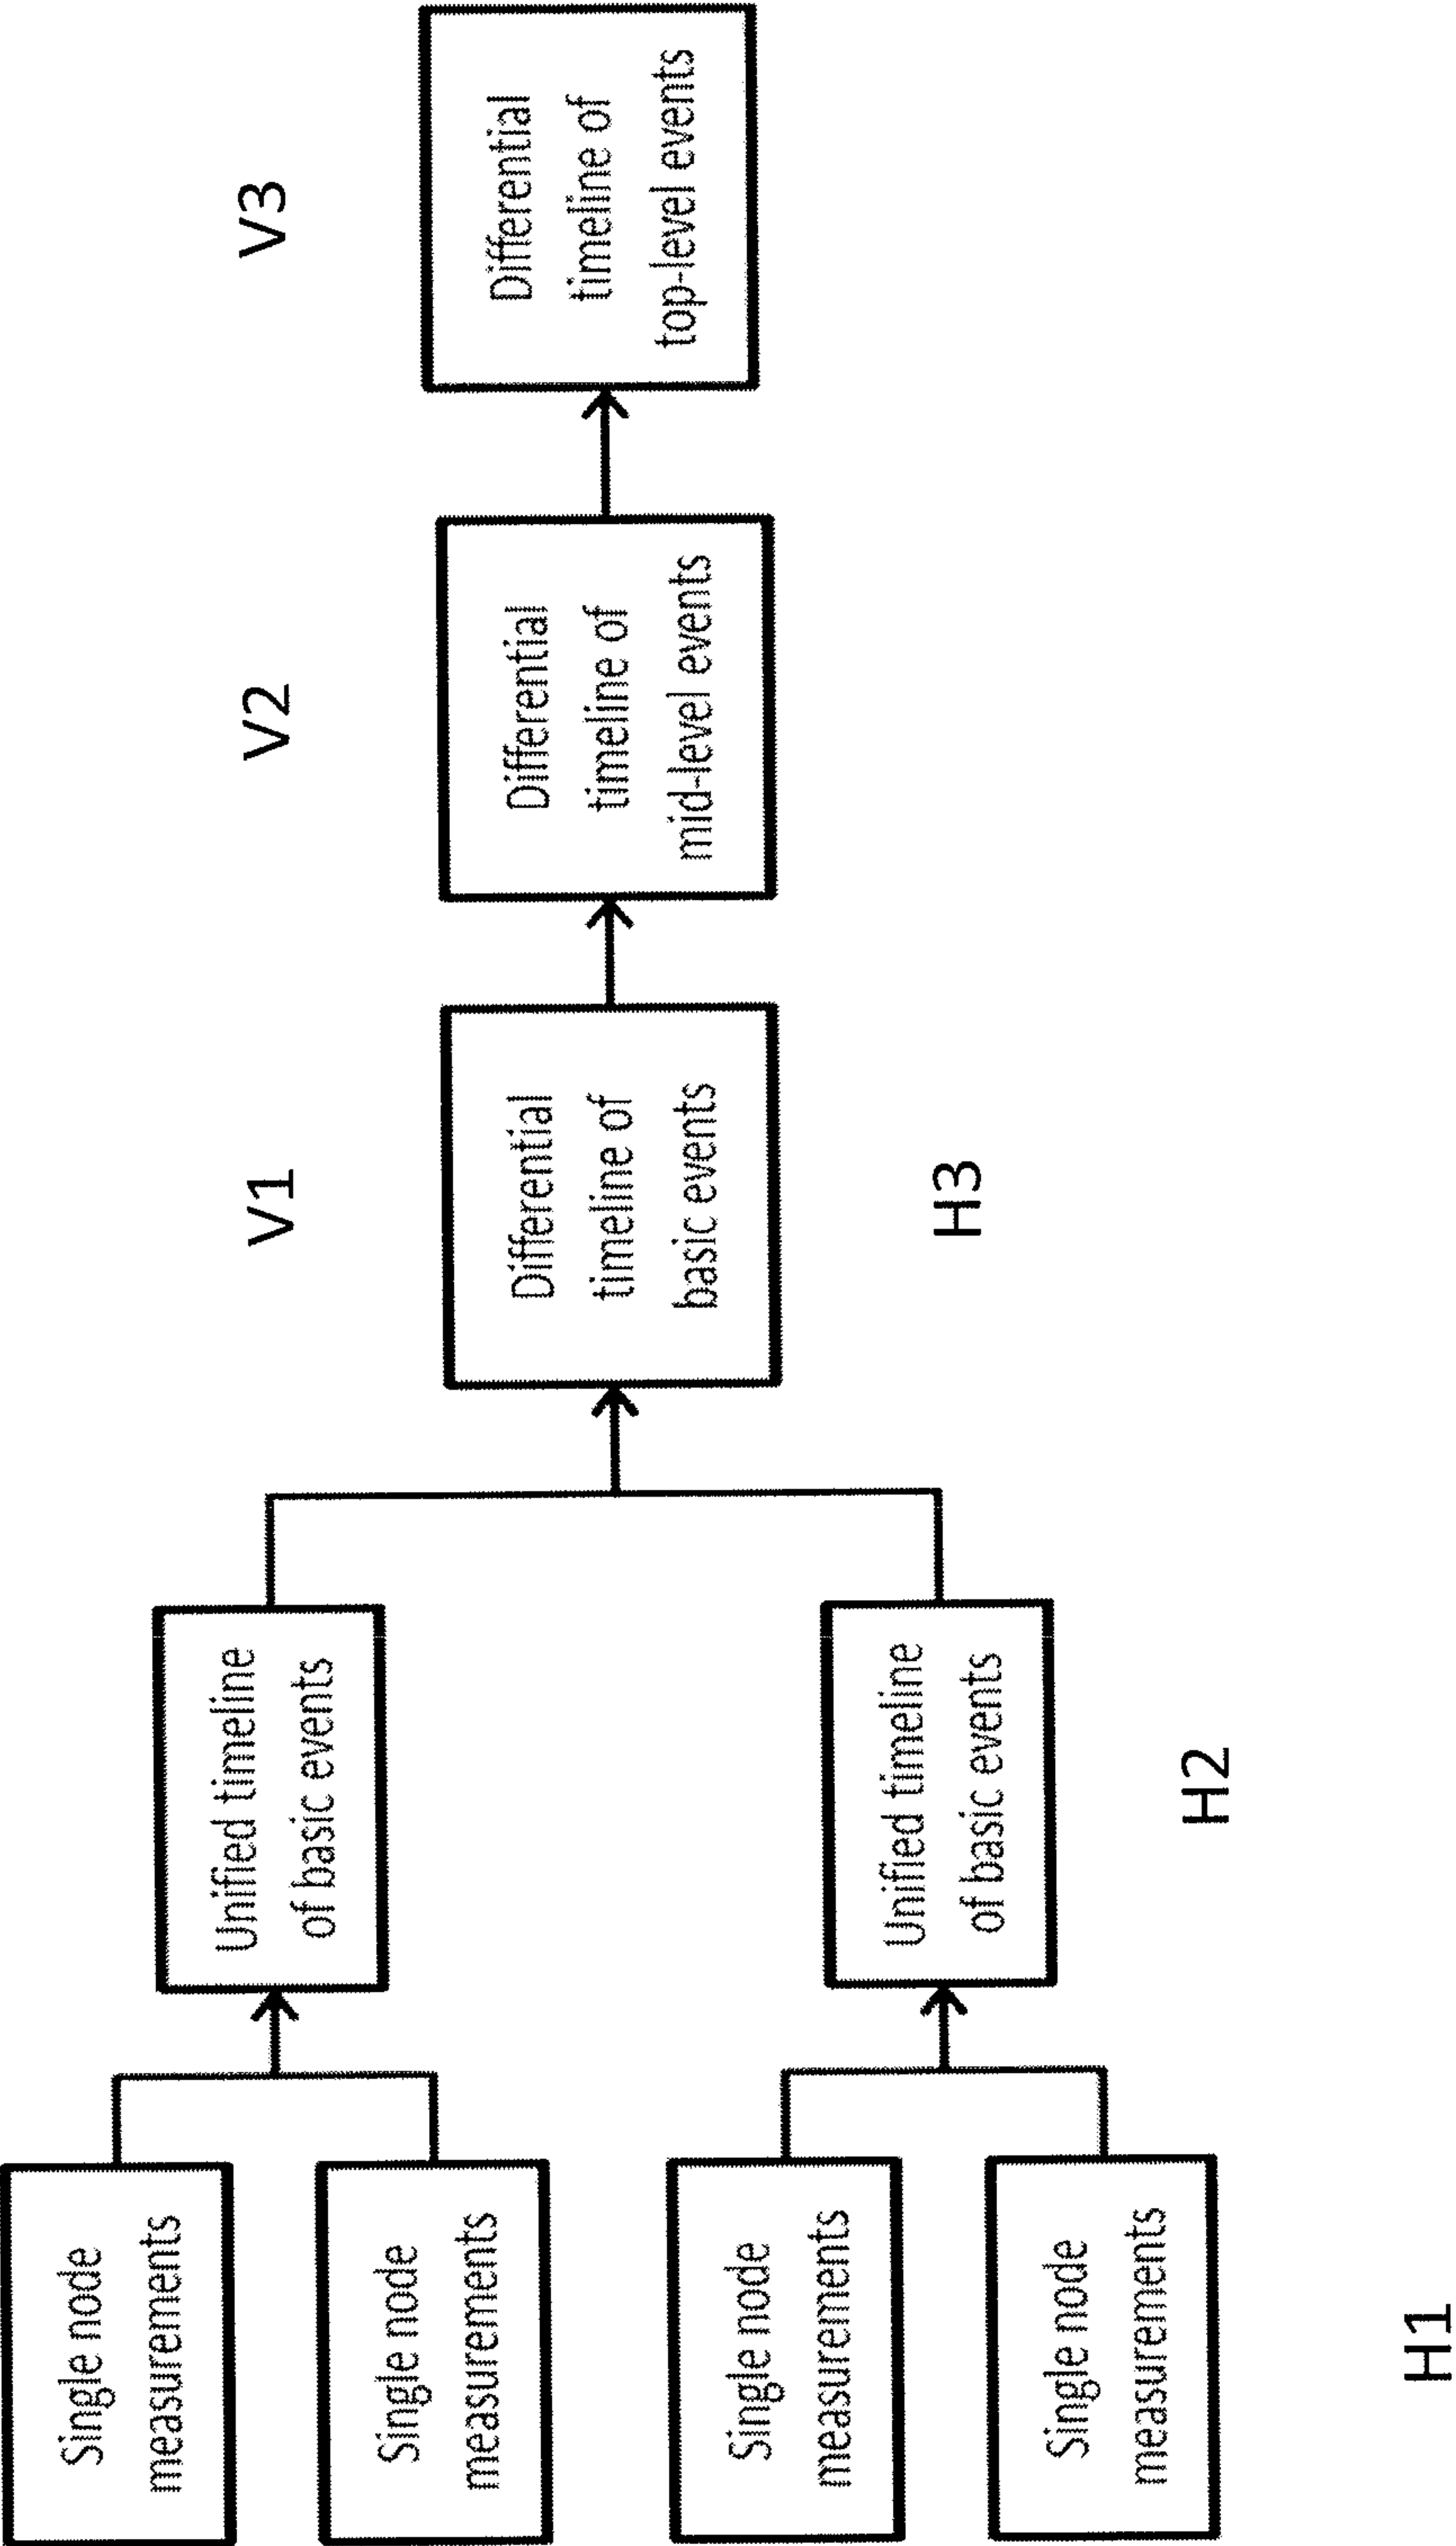 Single node
measurements
Single node
measurements
Single node
measurements
Single node
measurements
H1
Unified timeline
of basic events
Unified timeline
of basic events
H2
V1
Differential
timeline of
basic events
H3
V2
Differential
timeline of
mid-level events
V3
Differential
timeline of
top-level events